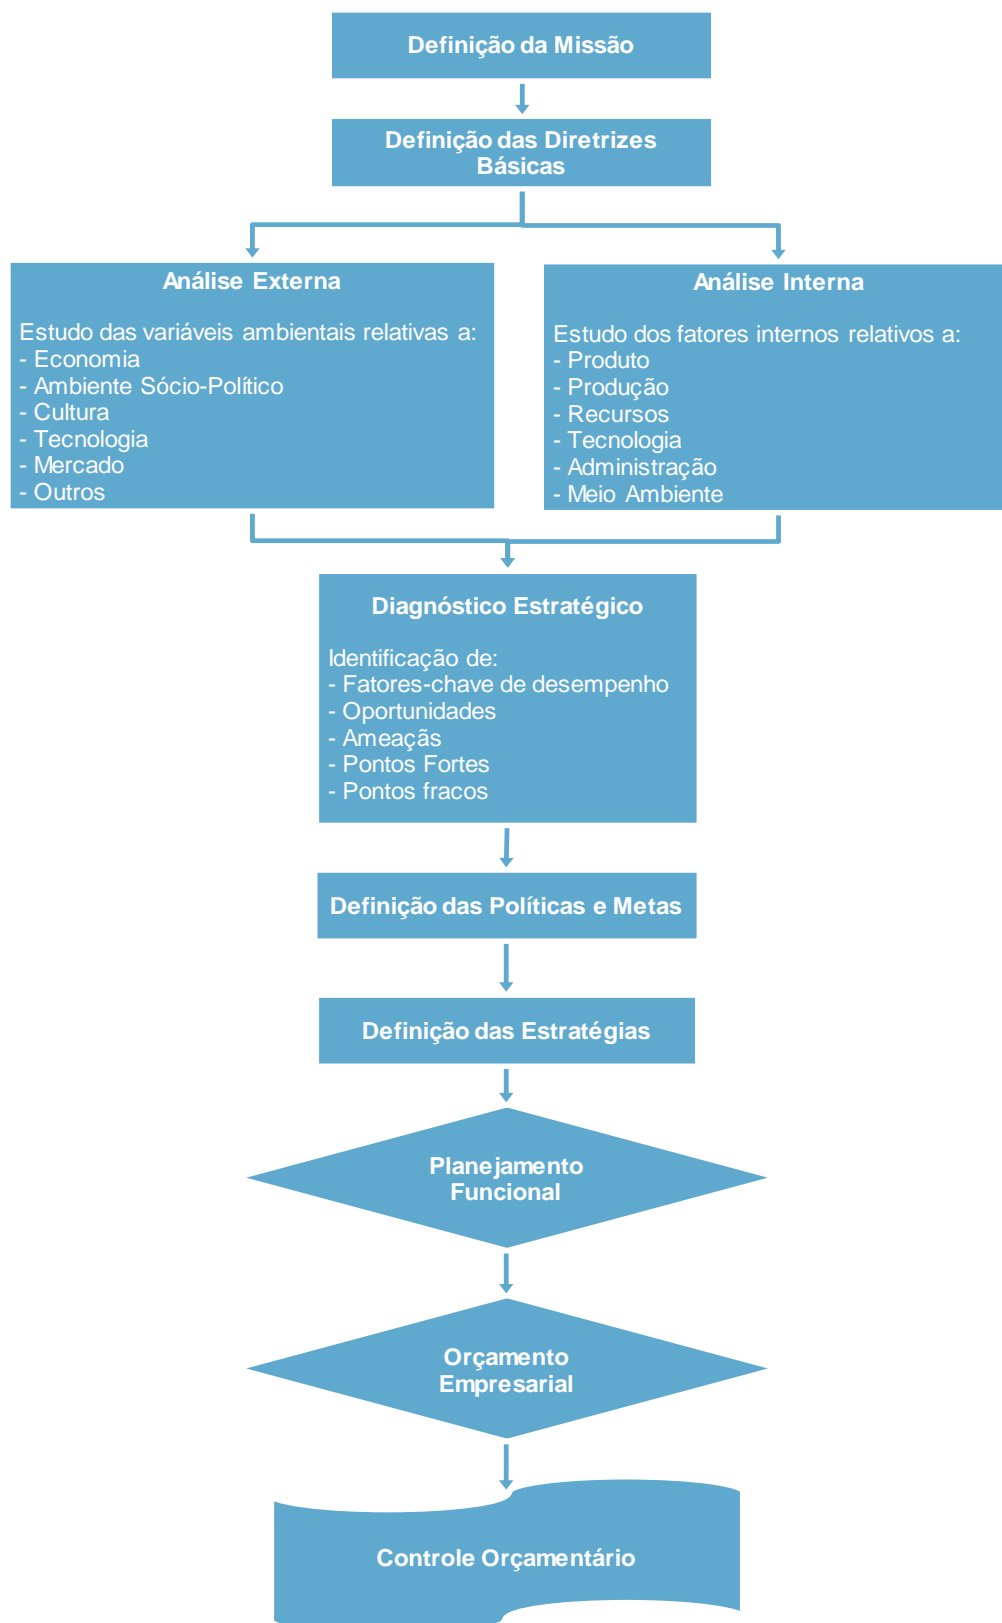 Definição da Missão
Definição das Diretrizes
Básicas
Análise Externa
Estudo das variáveis ambientais relativas a:
- Economia
- Ambiente Sócio-Político
- Cultura
- Tecnologia
- Mercado
- Outros
Análise Interna
Estudo dos fatores internos relativos a:
- Produto
- Produção
- Recursos
- Tecnologia
- Administração
- Meio Ambiente
Diagnóstico Estratégico
Identificação de:
- Fatores-chave de desempenho
- Oportunidades
- Ameaçãs
- Pontos Fortes
- Pontos fracos
Definição das Políticas e Metas
Definição das Estratégias
Planejamento
Funcional
Orçamento
Empresarial
Controle Orçamentário